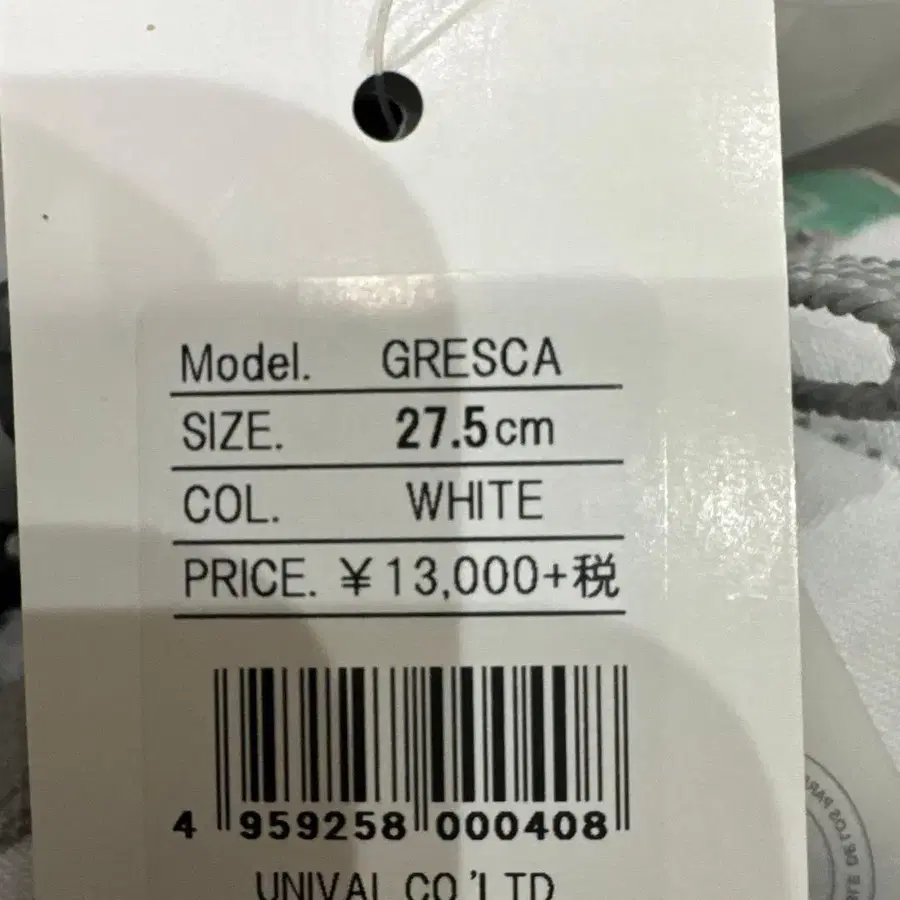 Model. GRESCA
SIZE. 27.5cm
COL. WHITE
PRICE. ¥13,000+税
4 959258 000408
UNIVAL CO.'LTD